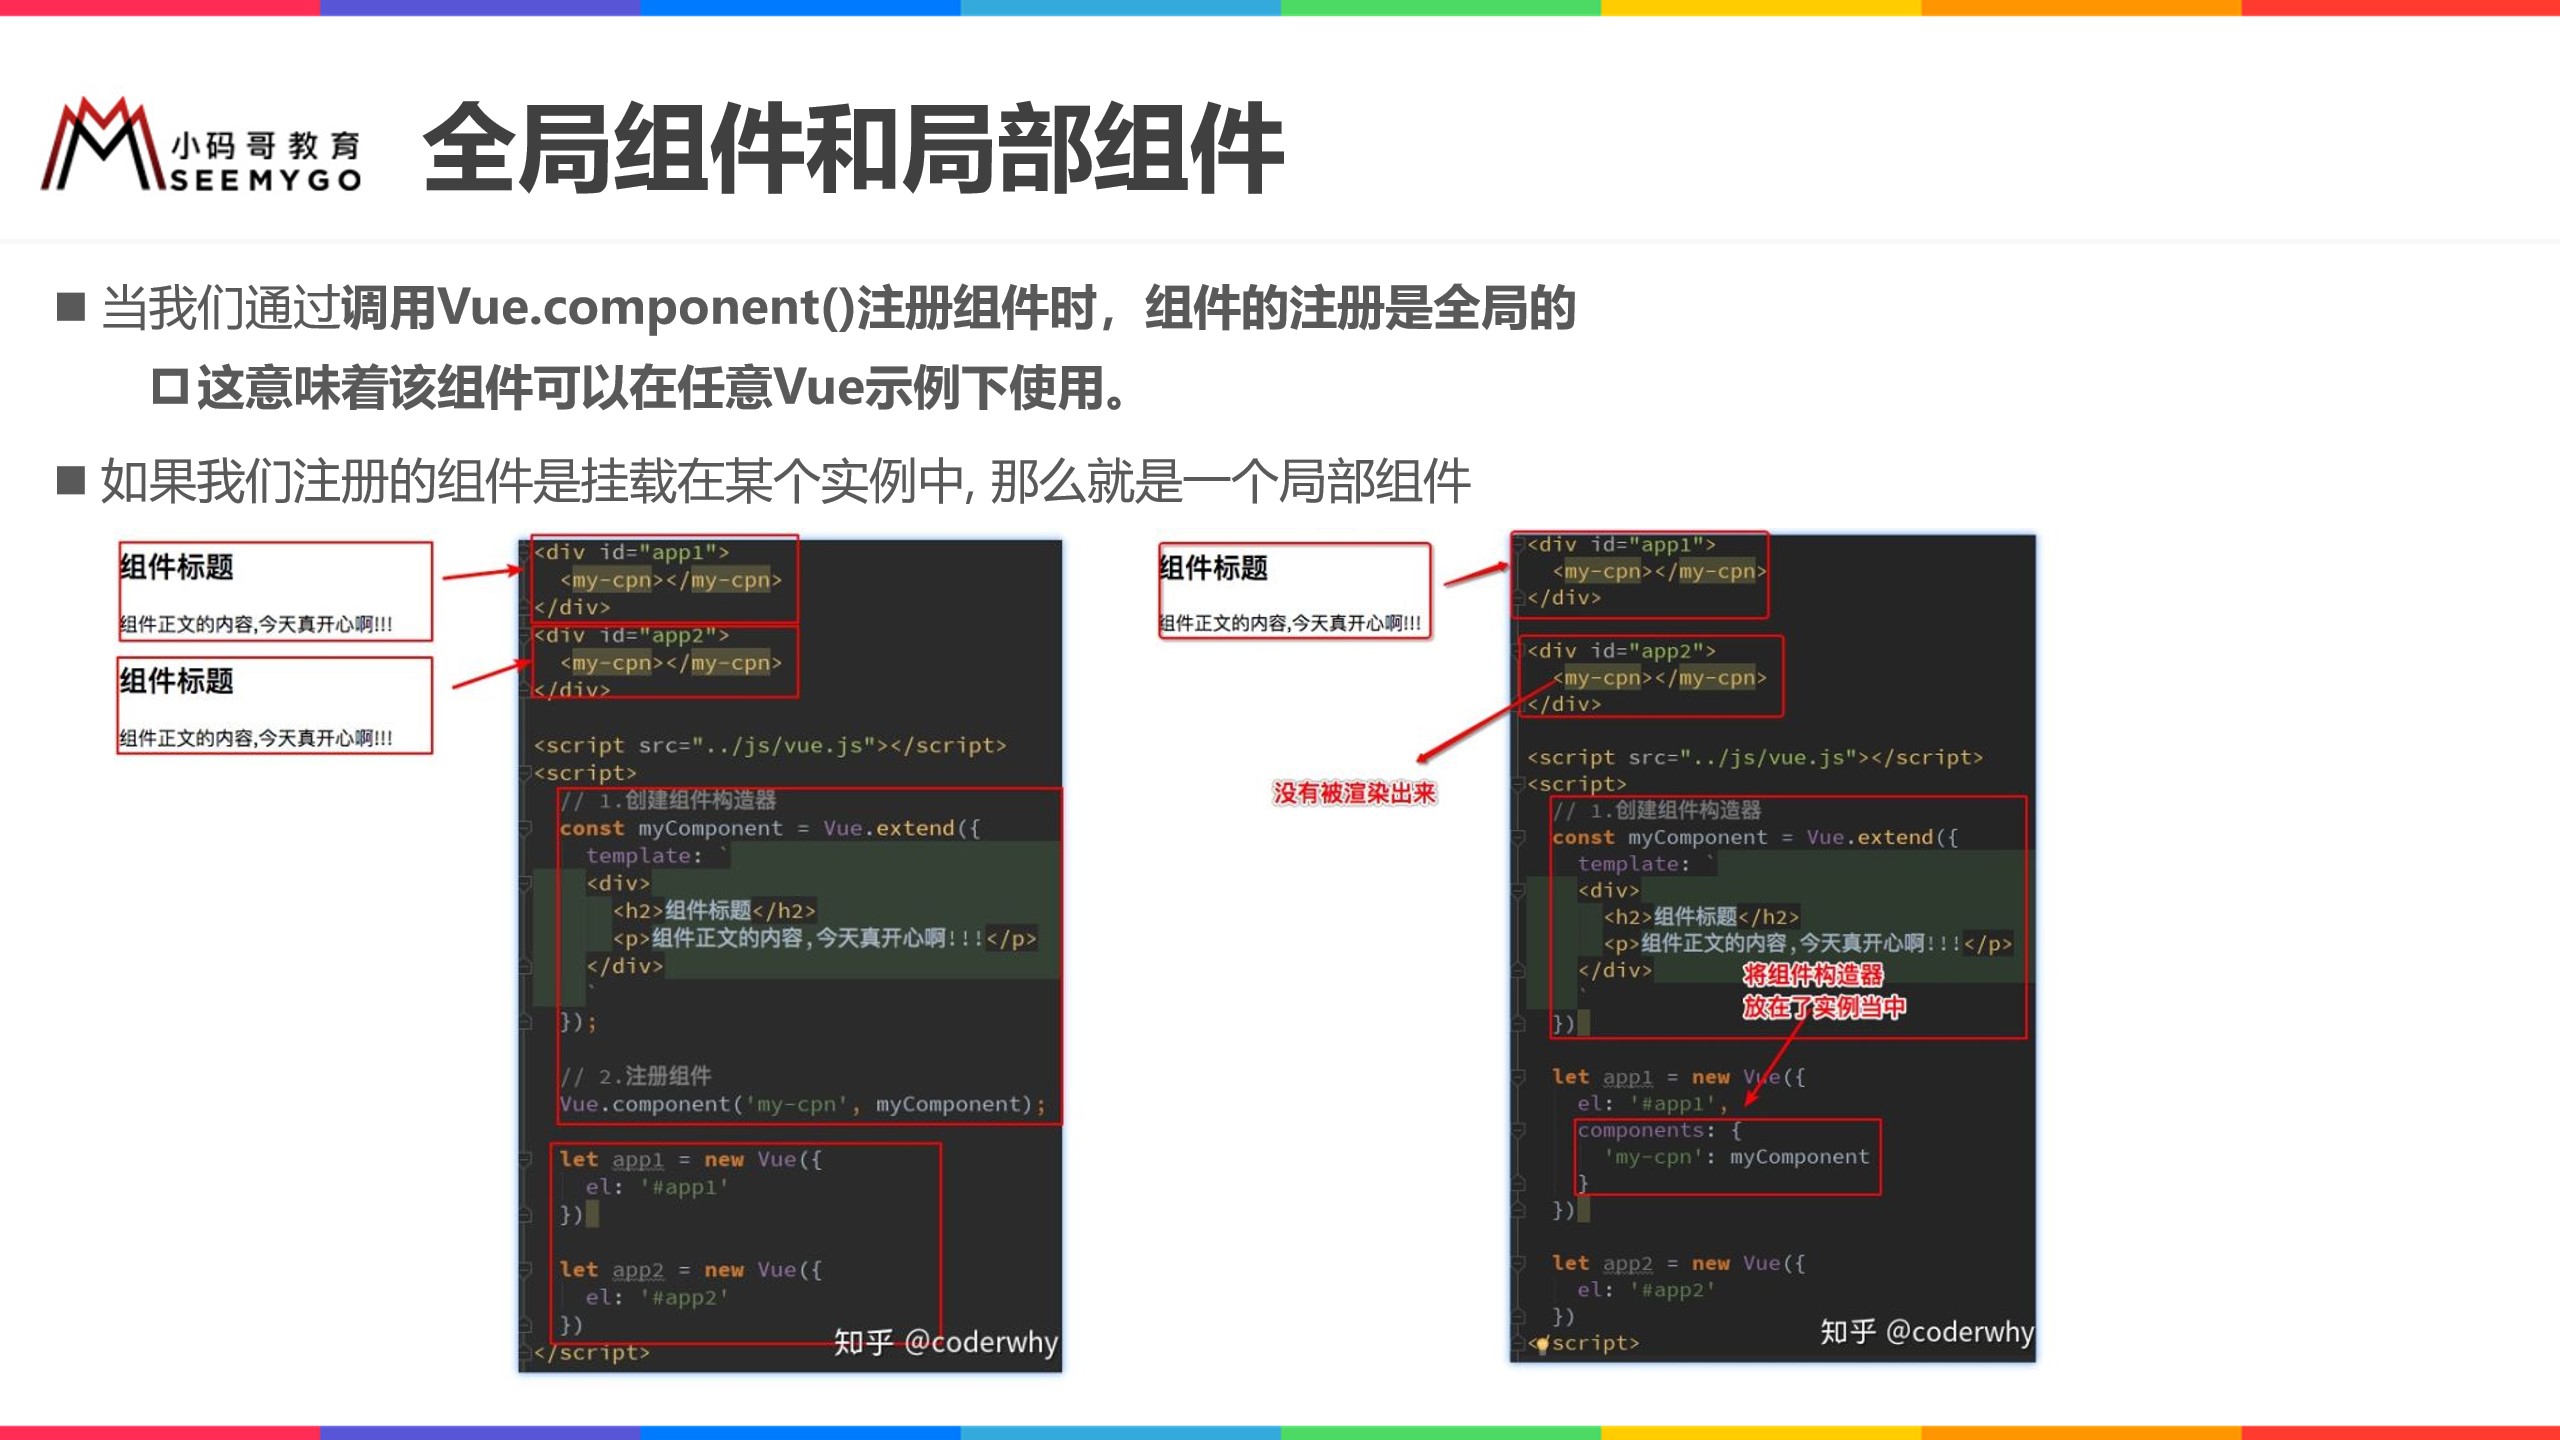 小码哥教育
SEEMYGO
全局组件和局部组件
当我们通过调用Vue.component()注册组件时，组件的注册是全局的
这意味着该组件可以在任意Vue示例下使用。
如果我们注册的组件是挂载在某个实例中, 那么就是一个局部组件
组件标题
组件正文的内容,今天真开心啊!!!
组件标题
组件正文的内容,今天真开心啊!!!
<div id="app1">
<my-cpn></my-cpn>
</div>
<div id="app2">
<my-cpn></my-cpn>
</div>
<script src="../js/vue.js"></script>
<script>
// 1.创建组件构造器
const myComponent = Vue.extend({
template: `
<div>
<h2>组件标题</h2>
<p>组件正文的内容,今天真开心啊!!!</p>
</div>
`
});
// 2.注册组件
Vue.component('my-cpn', myComponent);
let app1 = new Vue({
el: '#app1'
})
let app2 = new Vue({
el: '#app2'
})
</script>
知乎 @coderwhy
组件标题
组件正文的内容,今天真开心啊!!!
没有被渲染出来
<div id="app1">
<my-cpn></my-cpn>
</div>
<div id="app2">
<my-cpn></my-cpn>
</div>
<script src="../js/vue.js"></script>
<script>
// 1.创建组件构造器
const myComponent = Vue.extend({
template: `
<div>
<h2>组件标题</h2>
<p>组件正文的内容,今天真开心啊!!!</p>
</div>
`
})
将组件构造器
放在了实例当中
let app1 = new Vue({
el: '#app1',
components: {
'my-cpn': myComponent
}
})
let app2 = new Vue({
el: '#app2'
})
</script>
知乎 @coderwhy